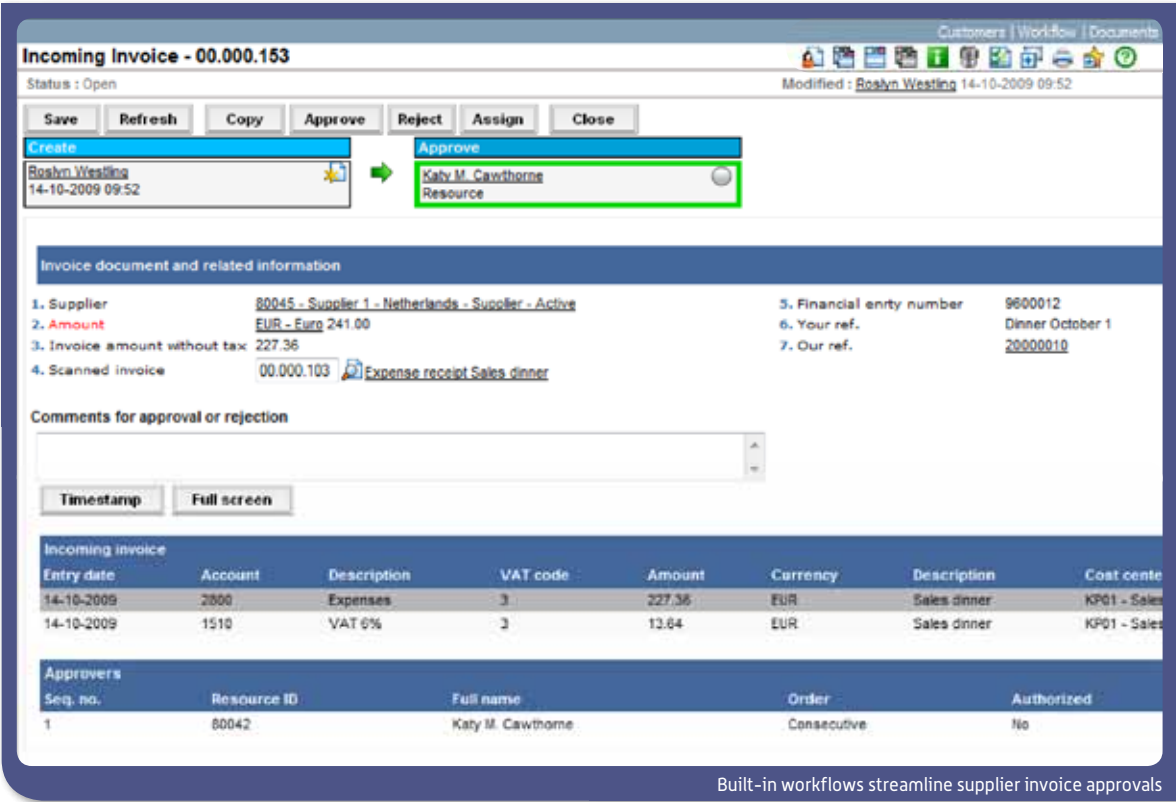 Customers | Workflow | Documents
Incoming Invoice - 00.000.153
Status : Open
Modified : Roslyn Westling 14-10-2009 09:52
Save Refresh Copy Approve Reject Assign Close
Create Approve
Roslyn Westling Katy M. Cawthorne
14-10-2009 09:52 Resource
Invoice document and related information
1. Supplier 80045 - Supplier 1 - Netherlands - Supplier - Active 5. Financial enrty number 9600012
2. Amount EUR - Euro 241.00 6. Your ref. Dinner October 1
3. Invoice amount without tax 227.36 7. Our ref. 20000010
4. Scanned invoice 00.000.103 Expense receipt Sales dinner
Comments for approval or rejection
Timestamp Full screen
Incoming invoice
Entry date Account Description VAT code Amount Currency Description Cost cente
14-10-2009 2800 Expenses 3 227.36 EUR Sales dinner KP01 - Sales
14-10-2009 1510 VAT 6% 3 13.64 EUR Sales dinner KP01 - Sales
Approvers
Seq. no. Resource ID Full name Order Authorized
1 80042 Katy M. Cawthorne Consecutive No
Built-in workflows streamline supplier invoice approvals